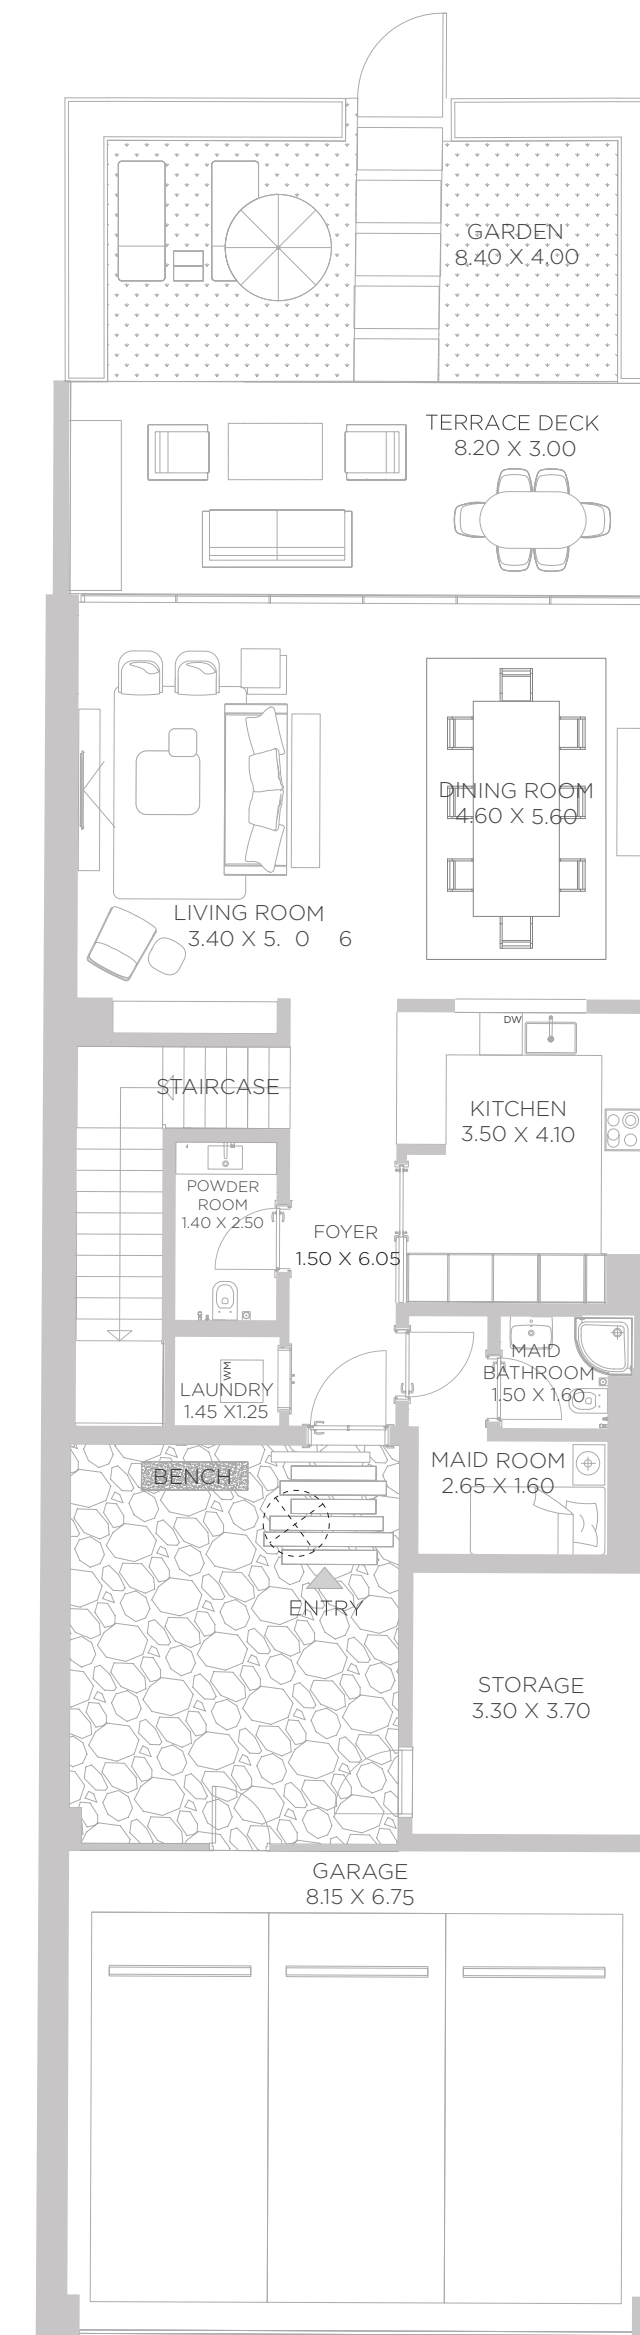 GARDEN
8.40 X 4.00
TERRACE DECK
8.20 X 3.00
DINING ROOM
4.60 X 5.60
LIVING ROOM
3.40 X 5. 0 6
DW
STAIRCASE
KITCHEN
3.50 X 4.10
POWDER
ROOM
1.40 X 2.50
FOYER
1.50 X 6.05
MAID
BATHROOM
1.50 X 1.60
WM
LAUNDRY
1.45 X1.25
MAID ROOM
2.65 X 1.60
BENCH
ENTRY
STORAGE
3.30 X 3.70
GARAGE
8.15 X 6.75